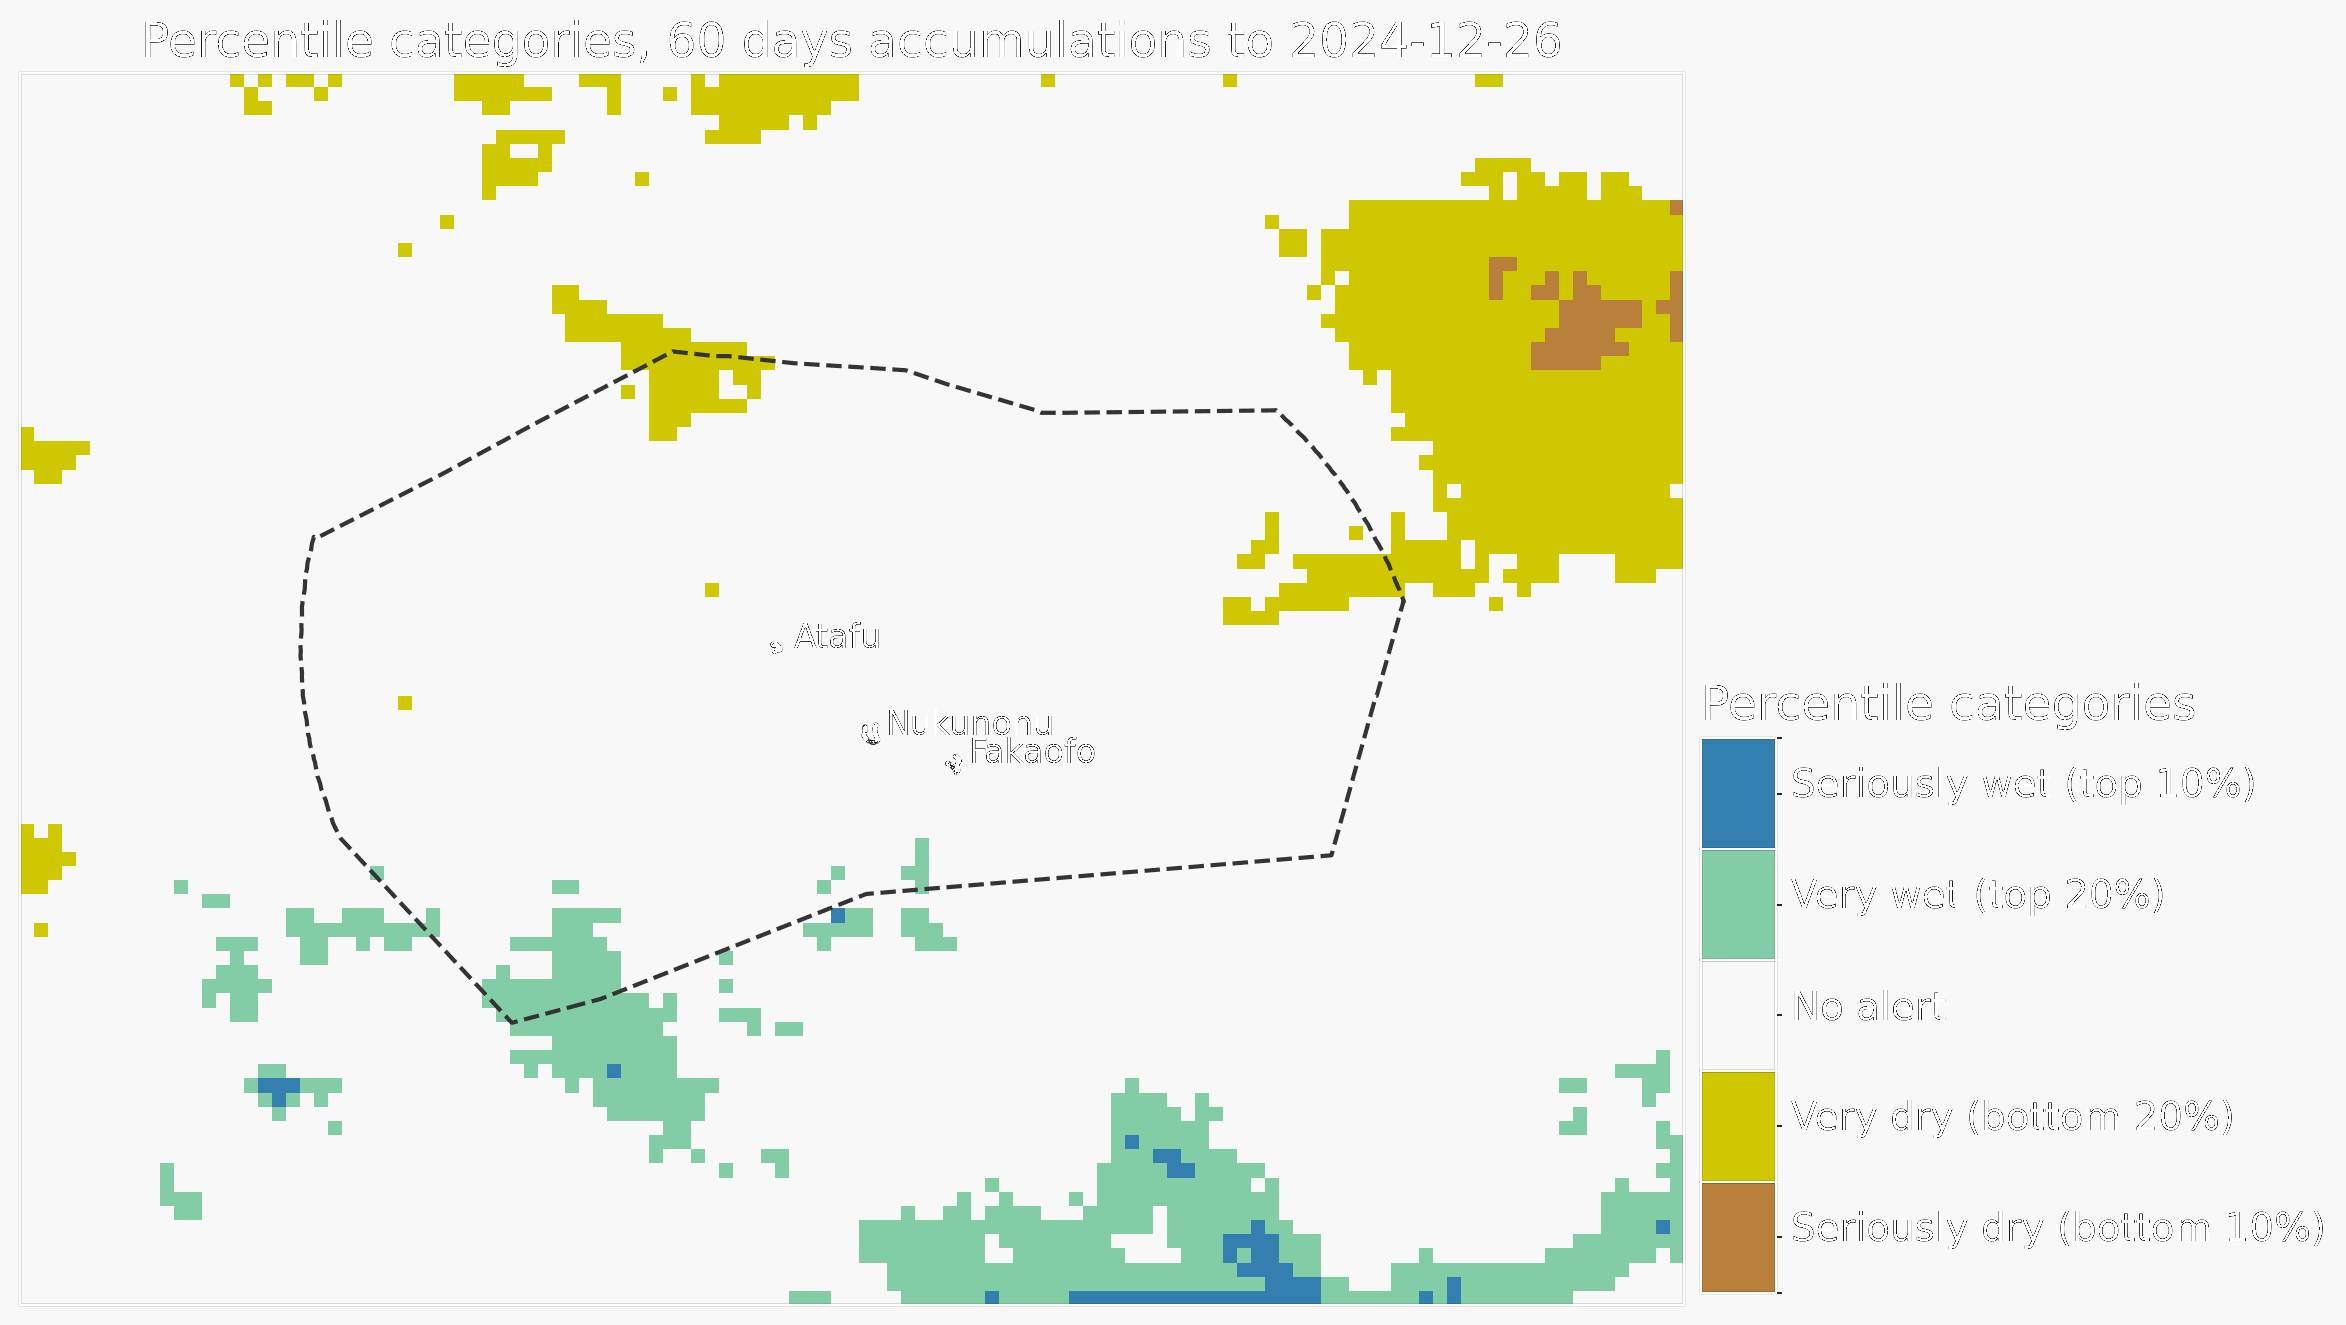 Percentile categories, 60 days accumulations to 2024-12-26
Atafu
Nukunonu
Fakaofo
Percentile categories
Seriously wet (top 10%)
Very wet (top 20%)
No alert
Very dry (bottom 20%)
Seriously dry (bottom 10%)